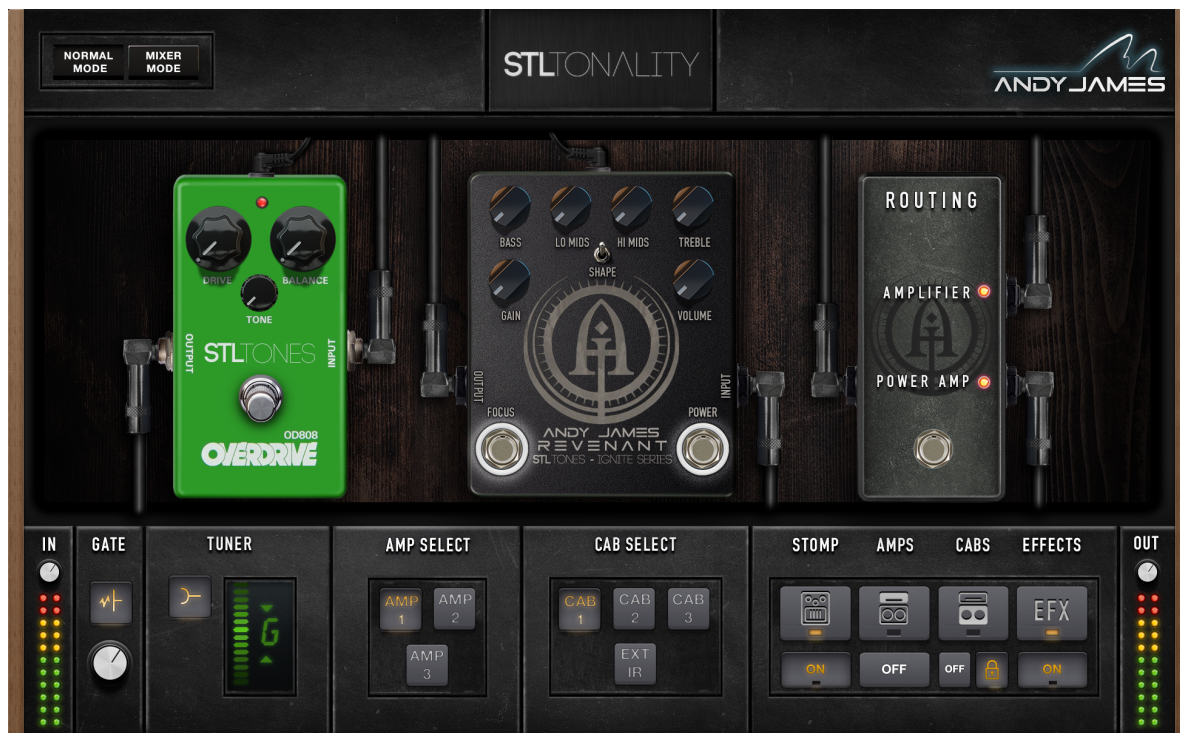 NORMAL
MODE
MIXER
MODE
STLTONALITY
ANDY JAMES
DRIVE
BALANCE
TONE
OUTPUT
INPUT
STLTONES
OD808
OVERDRIVE
BASS
LO MIDS
HI MIDS
TREBLE
SHAPE
GAIN
VOLUME
OUTPUT
INPUT
FOCUS
POWER
ANDY JAMES
REVENANT
STLTONES - IGNITE SERIES
ROUTING
AMPLIFIER
POWER AMP
IN
GATE
TUNER
AMP SELECT
CAB SELECT
STOMP
AMPS
CABS
EFFECTS
OUT
G
AMP
1
AMP
2
AMP
3
CAB
1
CAB
2
CAB
3
EXT
IR
EFX
ON
OFF
OFF
ON